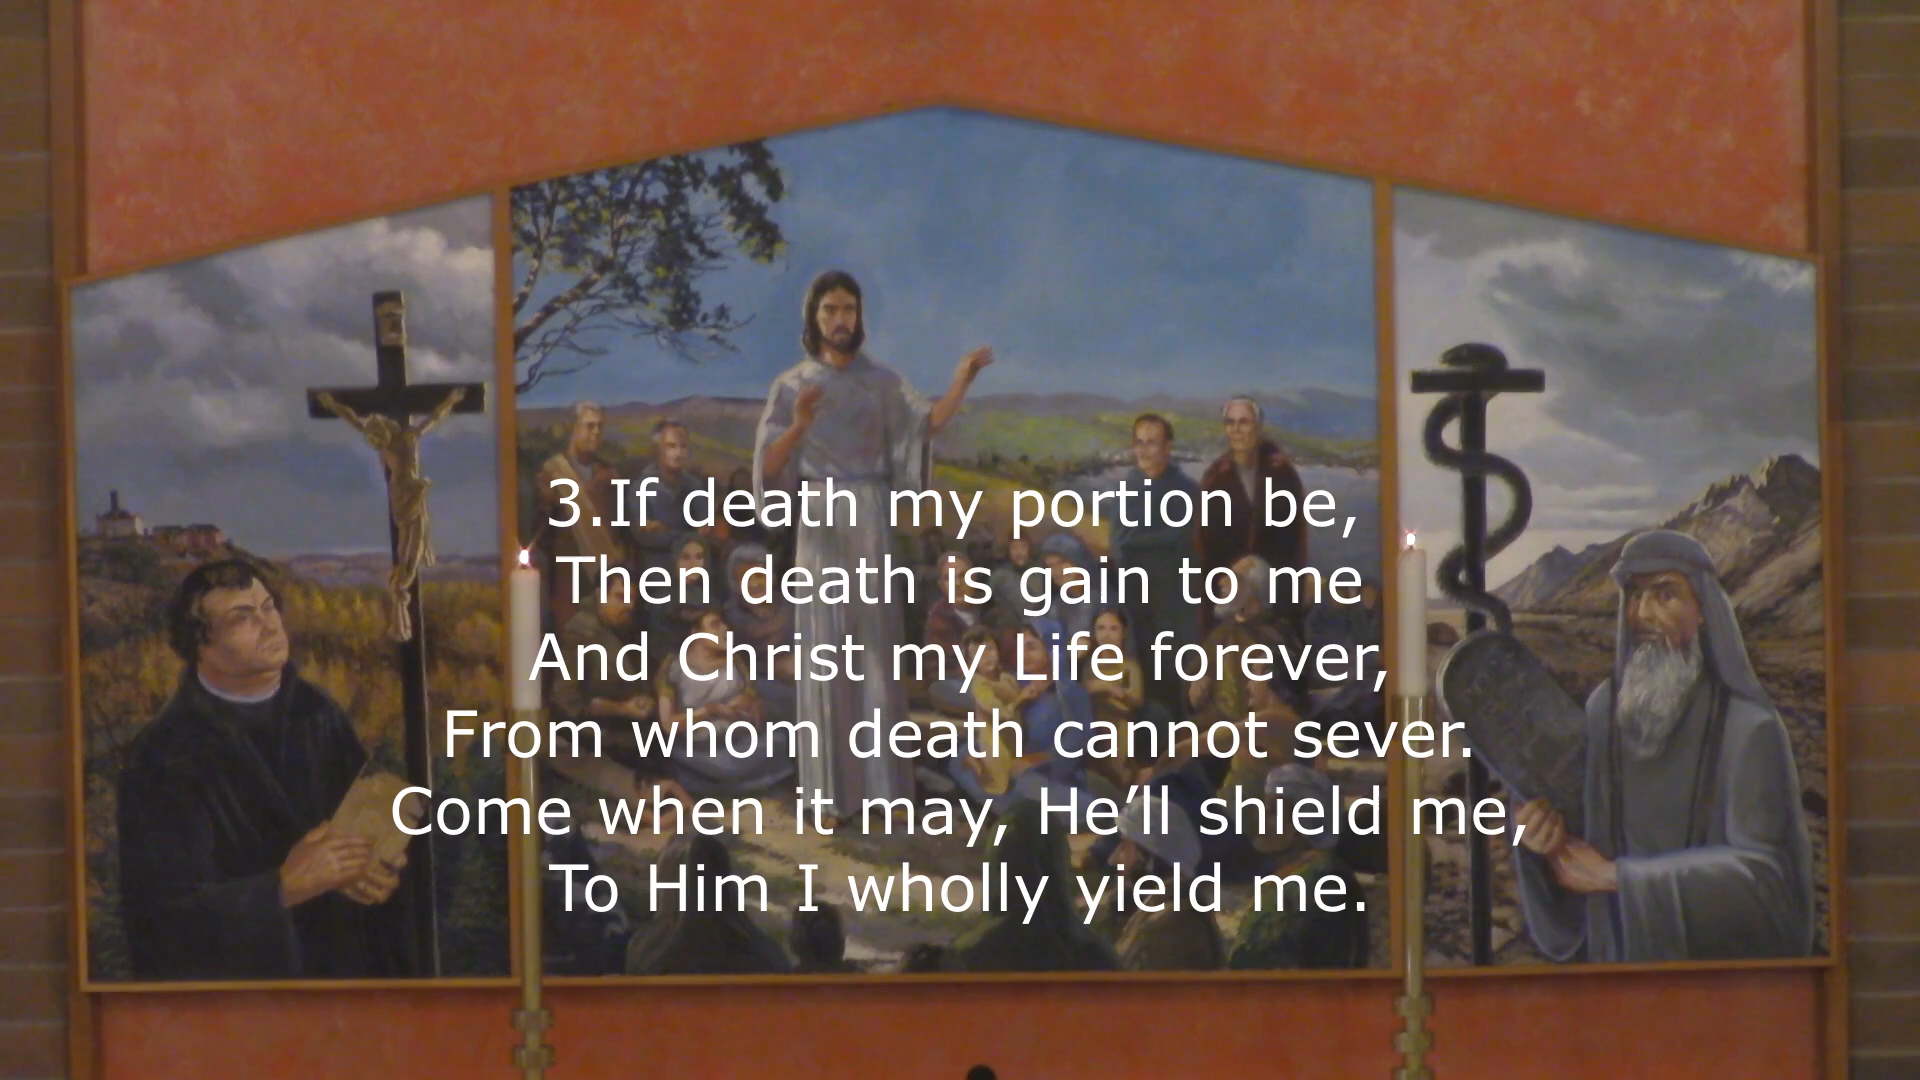 3.If death my portion be,
Then death is gain to me
And Christ my Life forever,
From whom death cannot sever.
Come when it may, He’ll shield me,
To Him I wholly yield me.